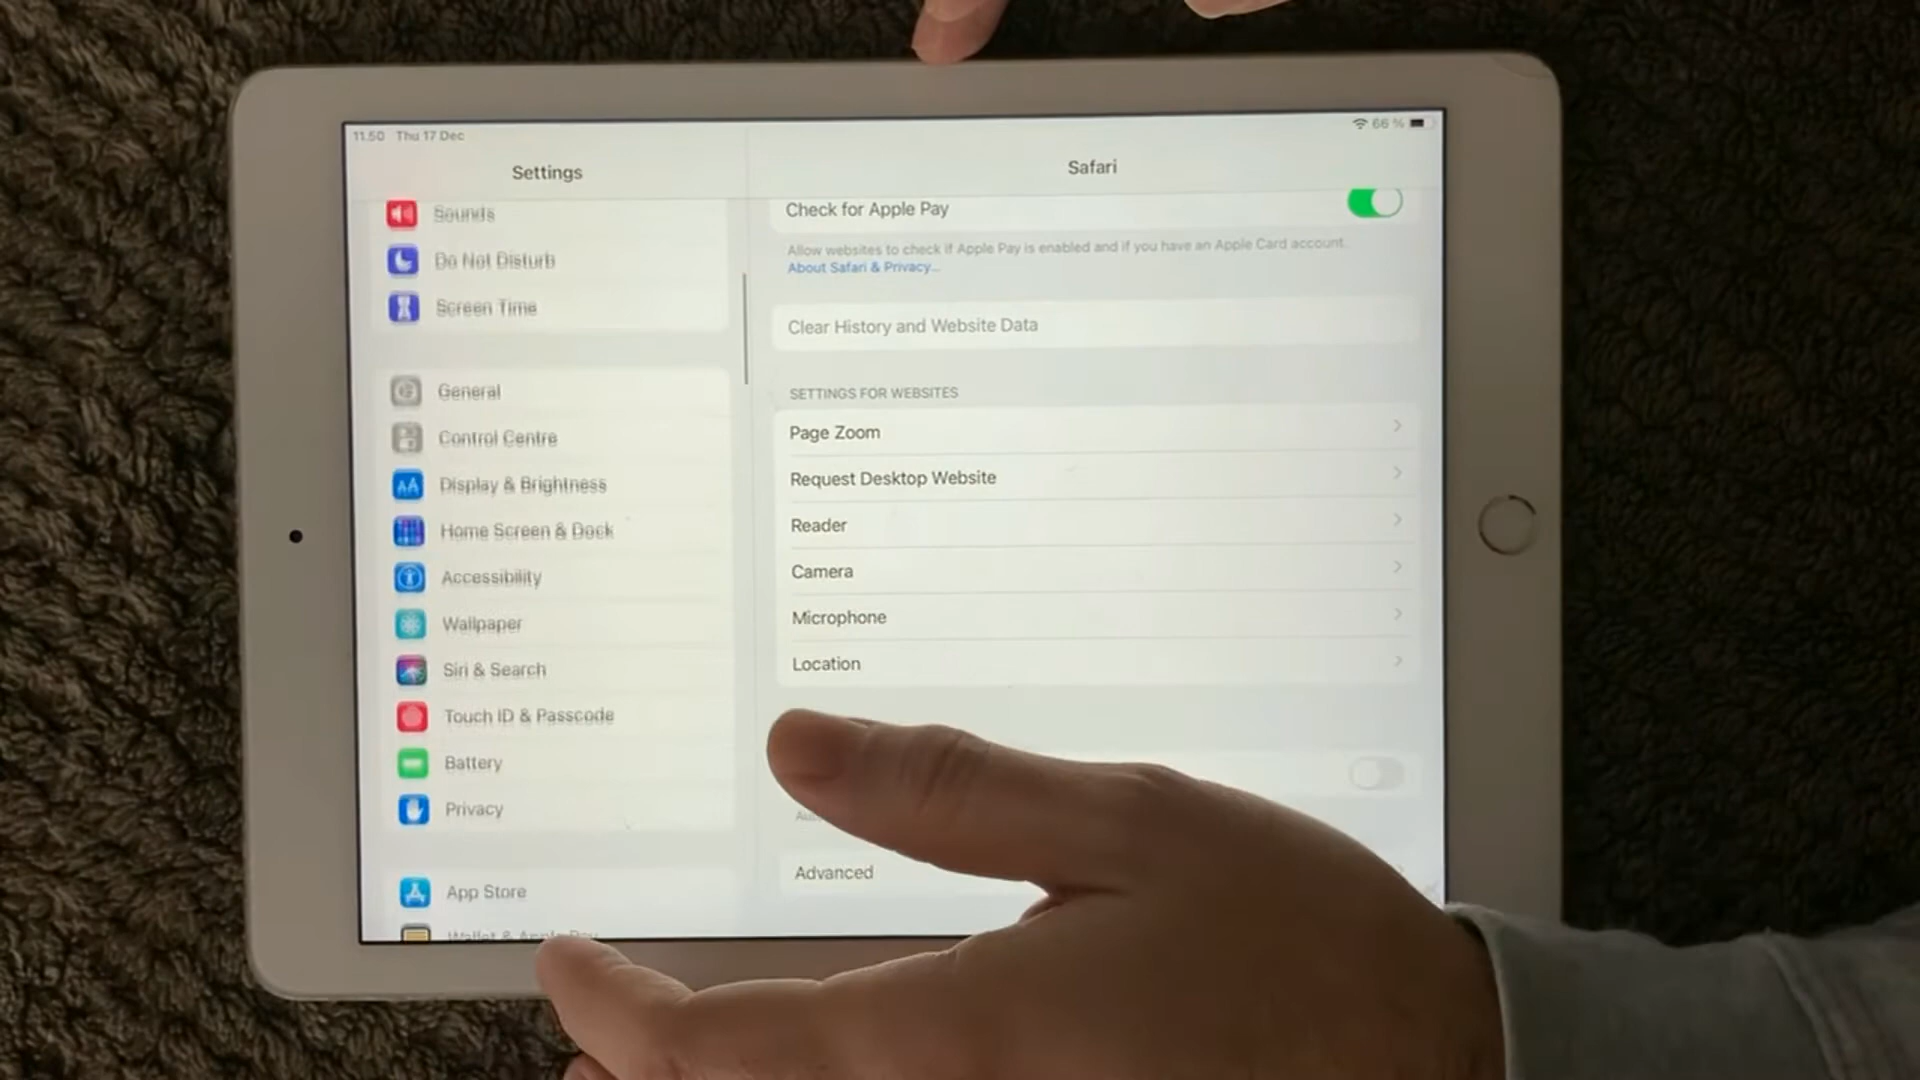 11.50 Thu 17 Dec
66 %
Settings
Sounds
Do Not Disturb
Screen Time
General
Control Centre
Display & Brightness
Home Screen & Dock
Accessibility
Wallpaper
Siri & Search
Touch ID & Passcode
Battery
Privacy
App Store
Wallet & Apple Pay
Safari
Check for Apple Pay
Allow websites to check if Apple Pay is enabled and if you have an Apple Card account.
About Safari & Privacy...
Clear History and Website Data
SETTINGS FOR WEBSITES
Page Zoom
Request Desktop Website
Reader
Camera
Microphone
Location
Advanced